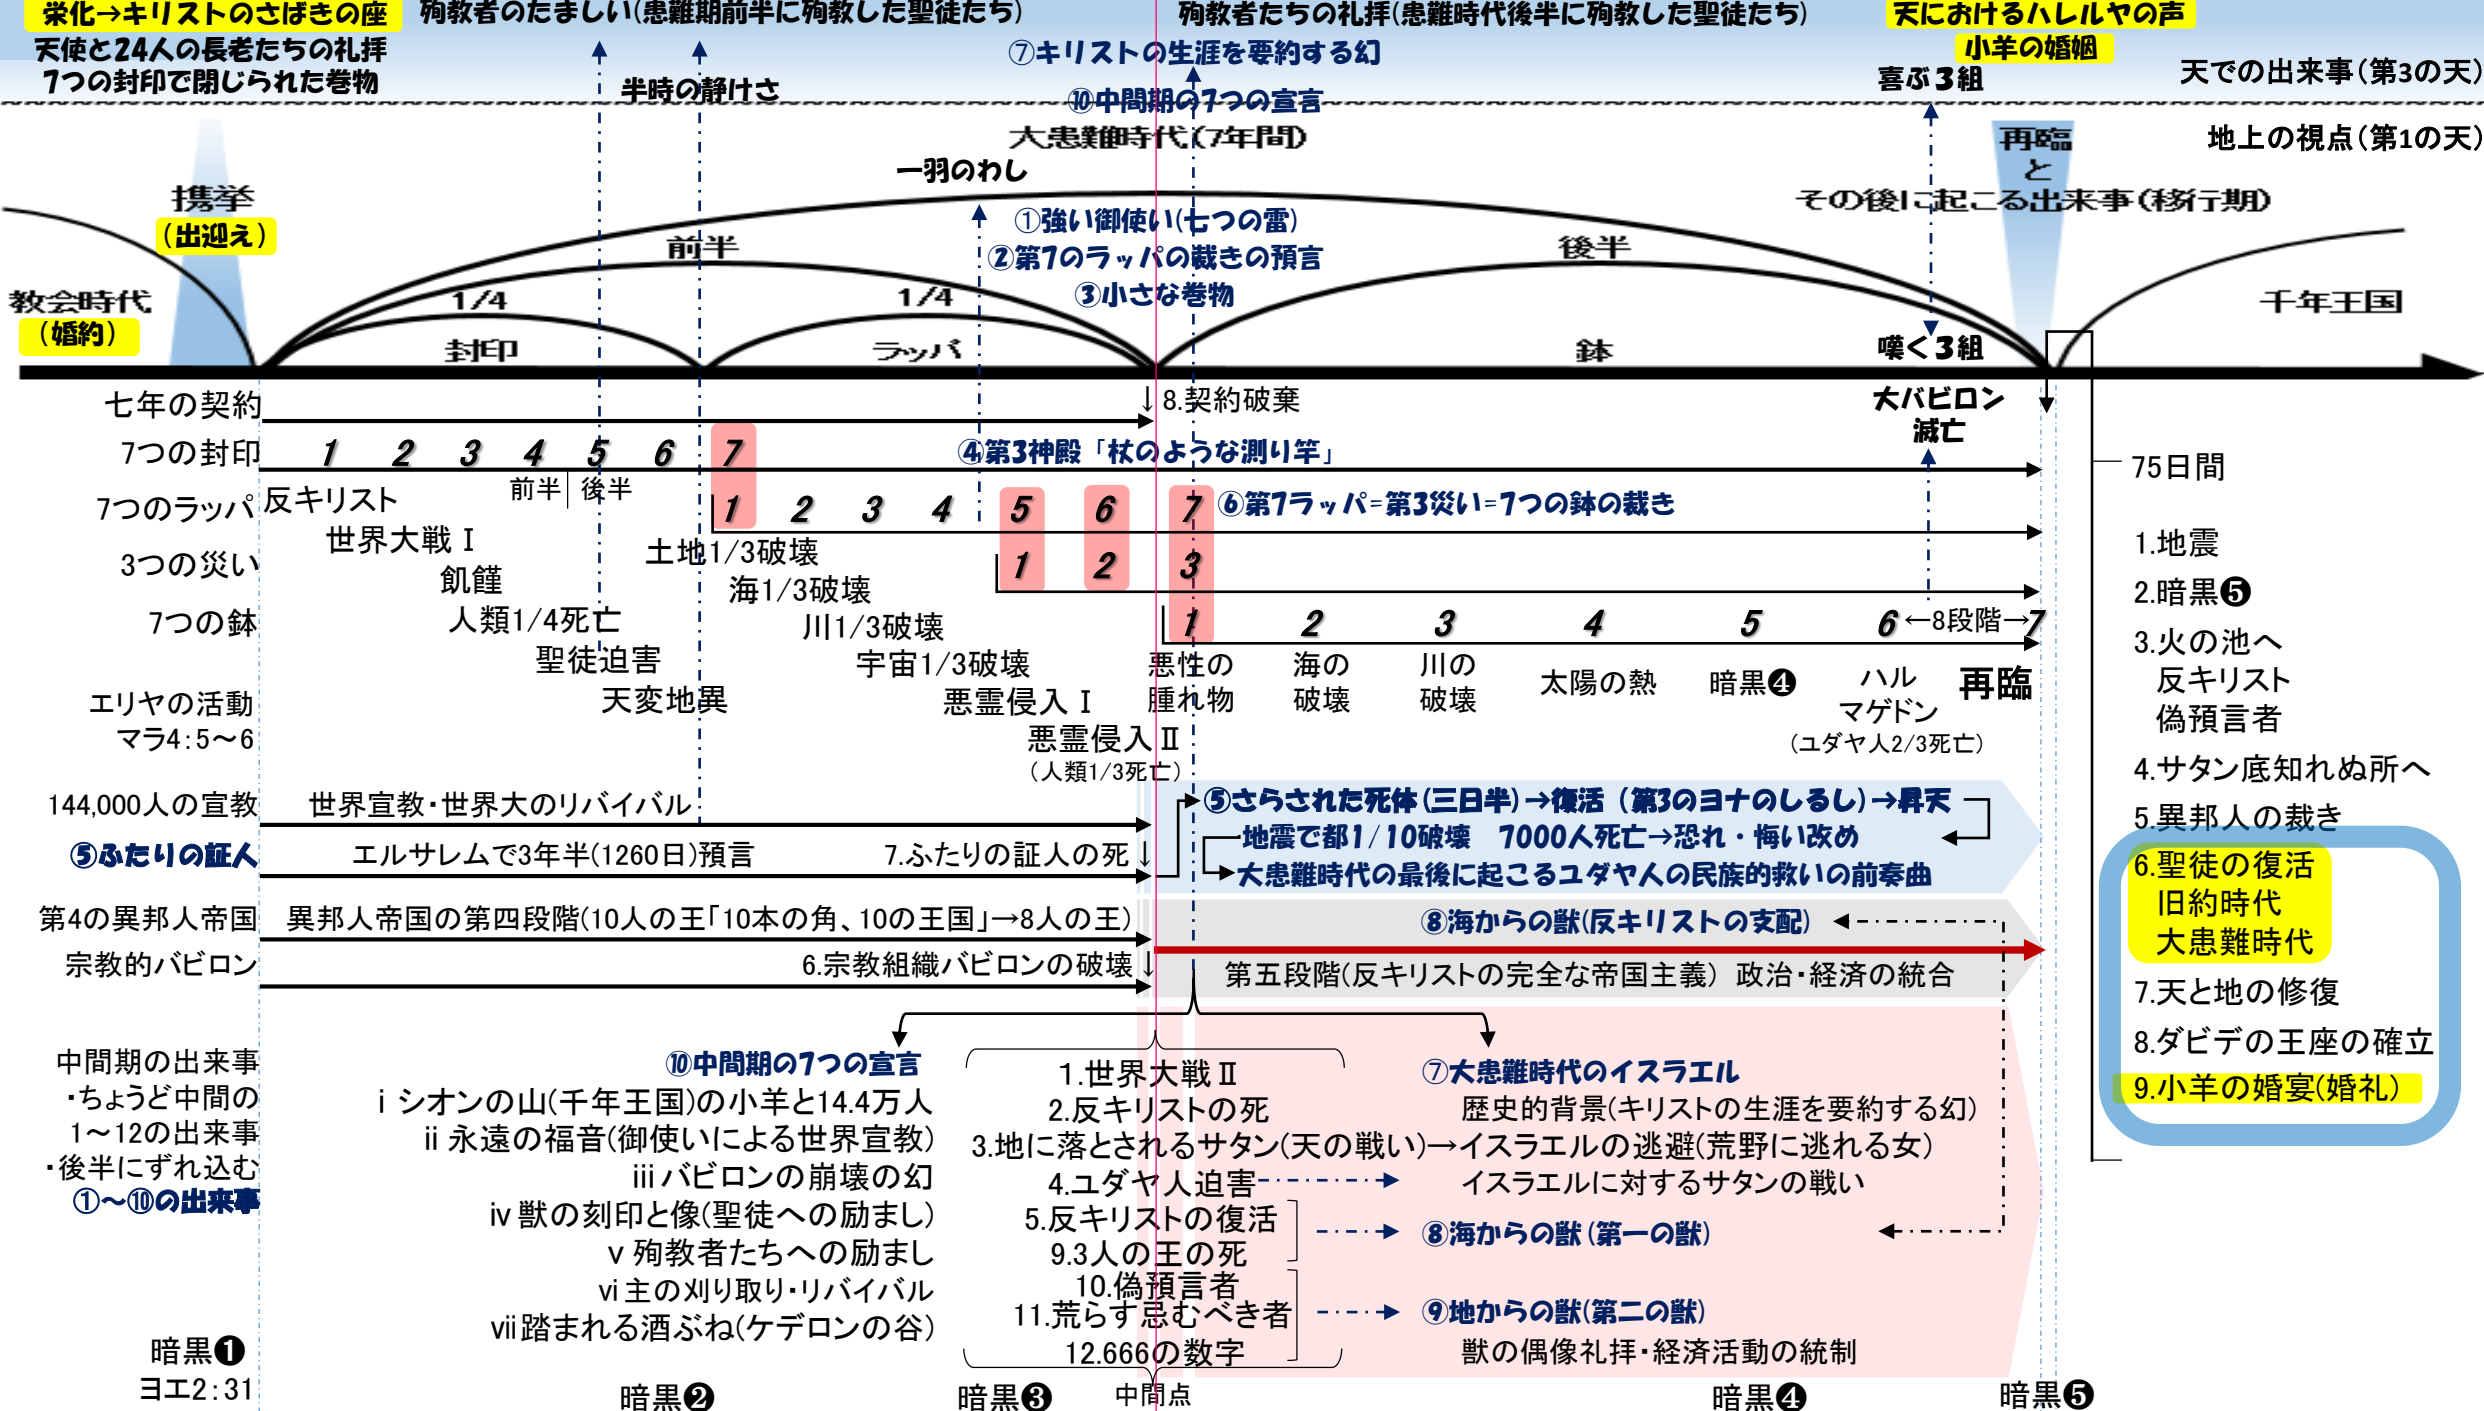 栄化→キリストのさばきの座
天使と24人の長老たちの礼拝
7つの封印で閉じられた巻物
殉教者のたましい(患難期前半に殉教した聖徒たち)
半時の静けさ
殉教者たちの礼拝(患難時代後半に殉教した聖徒たち)
⑦キリストの生涯を要約する幻
⑩中間期の7つの宣言
天におけるハレルヤの声
小羊の婚姻
喜ぶ3組
天での出来事(第3の天)
地上の視点(第1の天)
大患難時代(7年間)
一羽のわし
携挙
(出迎え)
①強い御使い(七つの雷)
②第7のラッパの裁きの預言
③小さな巻物
再臨
と
その後に起こる出来事(移行期)
前半
後半
教会時代
(婚約)
1/4
1/4
封印
ラッパ
鉢
嘆く3組
千年王国
七年の契約
↓8.契約破棄
大バビロン
滅亡
7つの封印
1 2 3 4 5 6 7
④第3神殿「杖のような測り竿」
前半 後半
7つのラッパ
1 2 3 4 5 6 7
⑥第7ラッパ=第3災い=7つの鉢の裁き
反キリスト
世界大戦Ⅰ
飢饉
人類1/4死亡
聖徒迫害
天変地異
土地1/3破壊
海1/3破壊
川1/3破壊
宇宙1/3破壊
悪霊侵入Ⅰ
悪霊侵入Ⅱ
(人類1/3死亡)
3つの災い
1 2 3
7つの鉢
1 2 3 4 5 6 ←8段階→7
悪性の
腫れ物
海の
破壊
川の
破壊
太陽の熱
暗黒❹
ハル
マゲドン
(ユダヤ人2/3死亡)
再臨
エリヤの活動
マラ4:5~6
144,000人の宣教
世界宣教・世界大のリバイバル
⑤ふたりの証人
エルサレムで3年半(1260日)預言
7.ふたりの証人の死↓
⑤さらされた死体(三日半)→復活(第3のヨナのしるし)→昇天
地震で都1/10破壊 7000人死亡→恐れ・悔い改め
大患難時代の最後に起こるユダヤ人の民族的救いの前奏曲
第4の異邦人帝国
異邦人帝国の第四段階(10人の王「10本の角、10の王国」→8人の王)
⑧海からの獣(反キリストの支配)
宗教的バビロン
6.宗教組織バビロンの破壊↓
第五段階(反キリストの完全な帝国主義) 政治・経済の統合
75日間
1.地震
2.暗黒❺
3.火の池へ
反キリスト
偽預言者
4.サタン底知れぬ所へ
5.異邦人の裁き
6.聖徒の復活
旧約時代
大患難時代
7.天と地の修復
8.ダビデの王座の確立
9.小羊の婚宴(婚礼)
中間期の出来事
・ちょうど中間の
1~12の出来事
・後半にずれ込む
①~⑩の出来事
⑩中間期の7つの宣言
ⅰシオンの山(千年王国)の小羊と14.4万人
ⅱ永遠の福音(御使いによる世界宣教)
ⅲバビロンの崩壊の幻
ⅳ獣の刻印と像(聖徒への励まし)
ⅴ殉教者たちへの励まし
ⅵ主の刈り取り・リバイバル
ⅶ踏まれる酒ぶね(ケデロンの谷)
1.世界大戦Ⅱ
2.反キリストの死
3.地に落とされるサタン(天の戦い)→イスラエルの逃避(荒野に逃れる女)
4.ユダヤ人迫害
5.反キリストの復活
9.3人の王の死
10.偽預言者
11.荒らす忌むべき者
12.666の数字
中間点
⑦大患難時代のイスラエル
歴史的背景(キリストの生涯を要約する幻)
イスラエルに対するサタンの戦い
⑧海からの獣(第一の獣)
⑨地からの獣(第二の獣)
獣の偶像礼拝・経済活動の統制
暗黒❶
ヨエ2:31
暗黒❷
暗黒❸
暗黒❹
暗黒❺